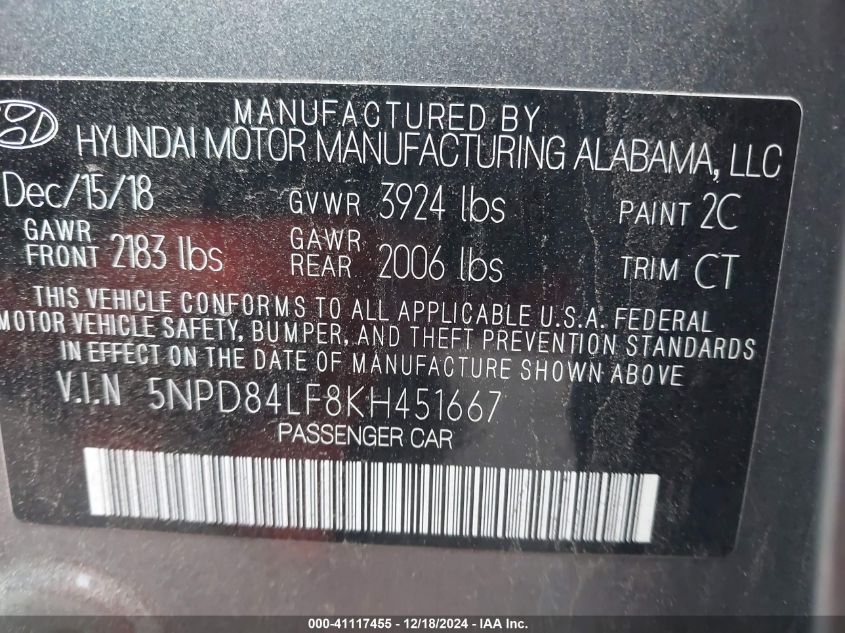 MANUFACTURED BY
HYUNDAI MOTOR MANUFACTURING ALABAMA, LLC
Dec/15/18 GVWR 3924 lbs PAINT 2C
GAWR FRONT 2183 lbs GAWR REAR 2006 lbs TRIM CT
THIS VEHICLE CONFORMS TO ALL APPLICABLE U.S.A. FEDERAL
MOTOR VEHICLE SAFETY, BUMPER, AND THEFT PREVENTION STANDARDS
IN EFFECT ON THE DATE OF MANUFACTURE SHOWN ABOVE
V.I.N 5NPD84LF8KH451667
PASSENGER CAR
000-41117455 - 12/18/2024 - IAA Inc.